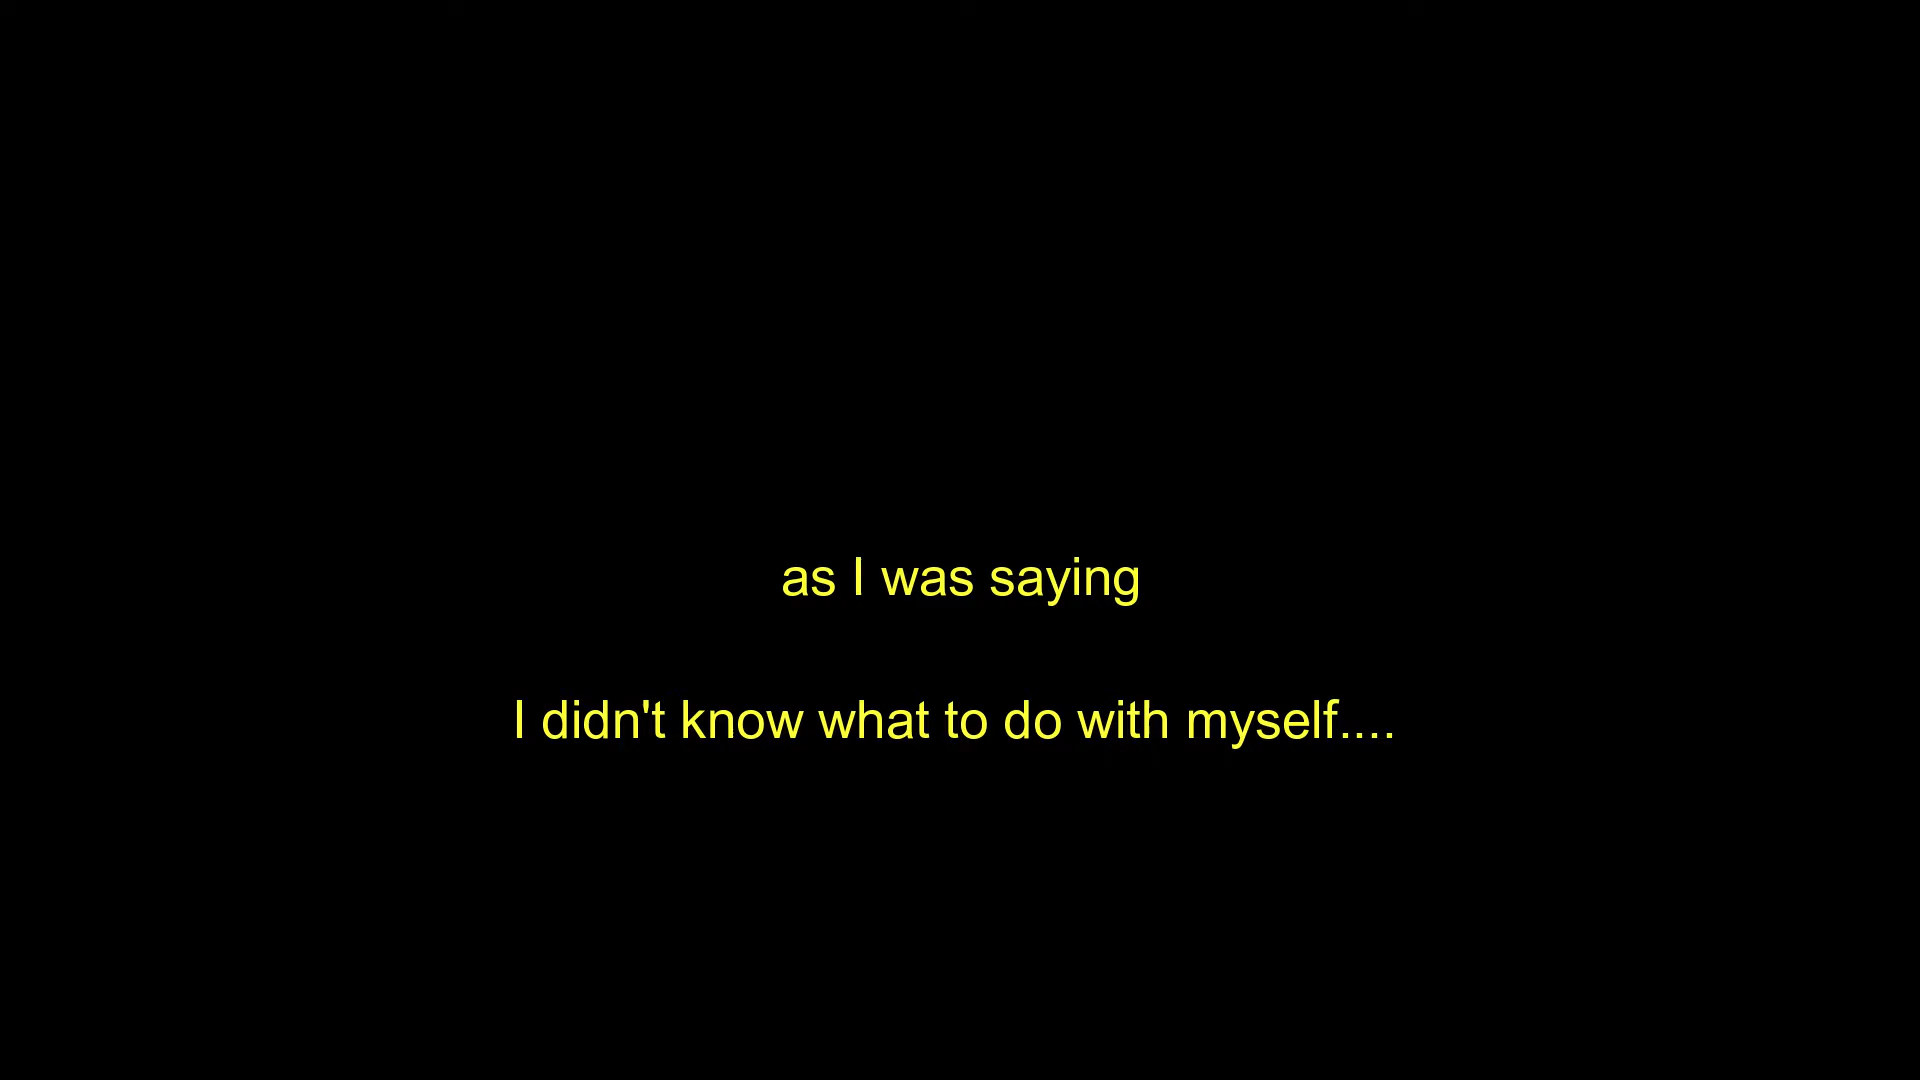 as I was saying
I didn't know what to do with myself....